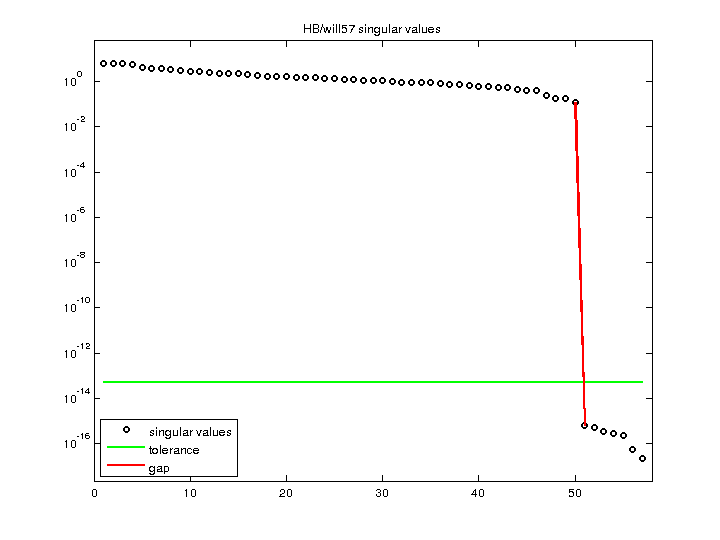 HB/will57 singular values
10^0
10^-2
10^-4
10^-6
10^-8
10^-10
10^-12
10^-14
10^-16
singular values
tolerance
gap
0 10 20 30 40 50